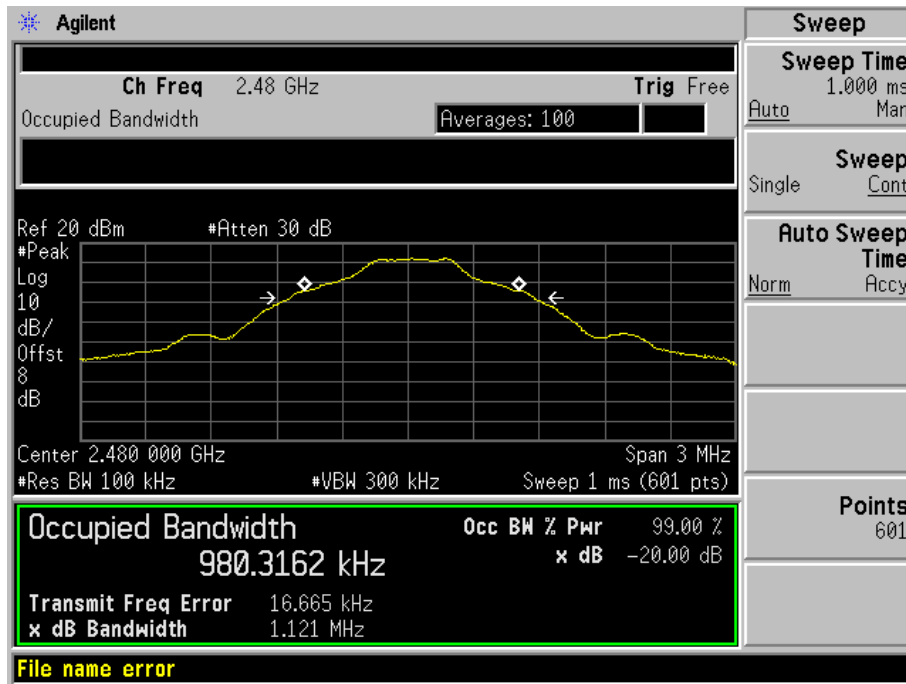 Agilent
Ch Freq 2.48 GHz Trig Free
Occupied Bandwidth Averages: 100
Ref 20 dBm #Atten 30 dB
#Peak
Log
10
dB/
Offst
8
dB
Center 2.480 000 GHz Span 3 MHz
#Res BW 100 kHz #VBW 300 kHz Sweep 1 ms (601 pts)
Occupied Bandwidth Occ BW % Pwr 99.00 %
980.3162 kHz x dB -20.00 dB
Transmit Freq Error 16.665 kHz
x dB Bandwidth 1.121 MHz
File name error
Sweep
Sweep Time
1.000 ms
Auto Man
Sweep
Single Cont
Auto Sweep
Time
Norm Accy
Points
601